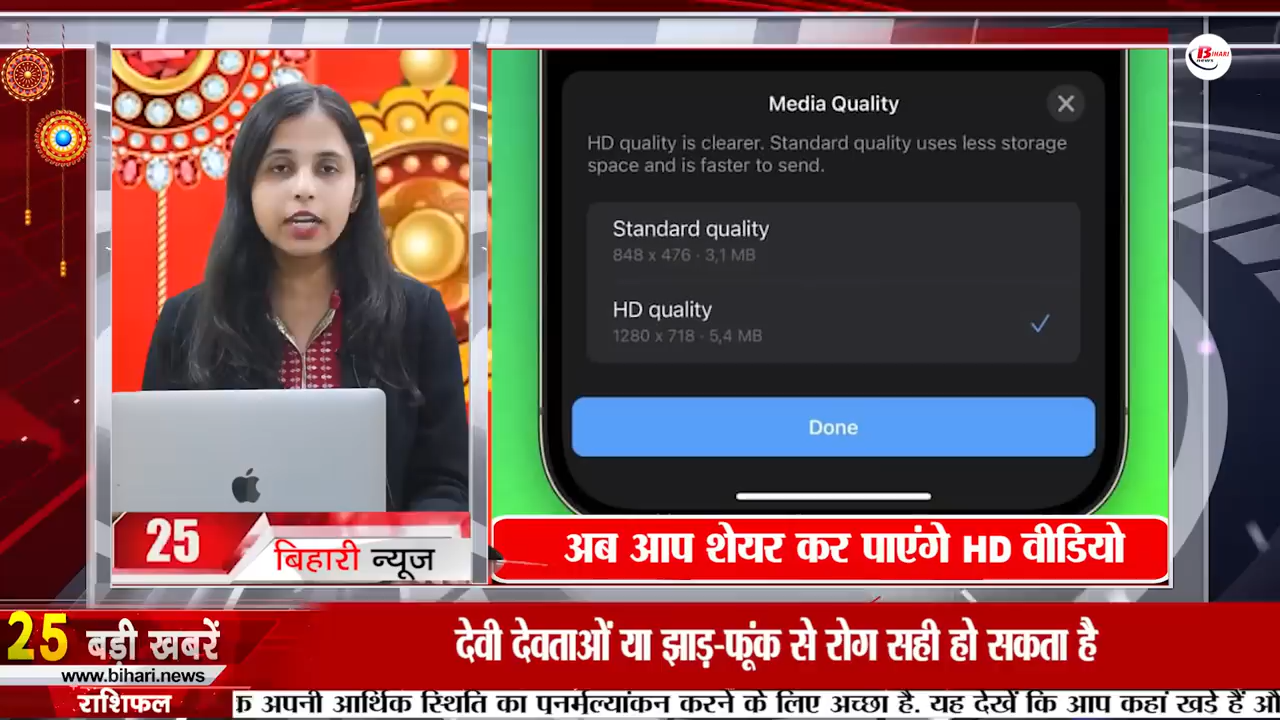 BIHARI
news
Media Quality
HD quality is clearer. Standard quality uses less storage
space and is faster to send.
Standard quality
848 x 476 · 3,1 MB
HD quality
1280 x 718 · 5,4 MB
Done
25
बिहारी न्यूज
अब आप शेयर कर पाएंगे HD वीडियो
25 बड़ी खबरें
www.bihari.news
देवी देवताओं या झाड़-फूंक से रोग सही हो सकता है
राशिफल
अपनी आर्थिक स्थिति का पुनर्मूल्यांकन करने के लिए अच्छा है. यह देखें कि आप कहां खड़े हैं